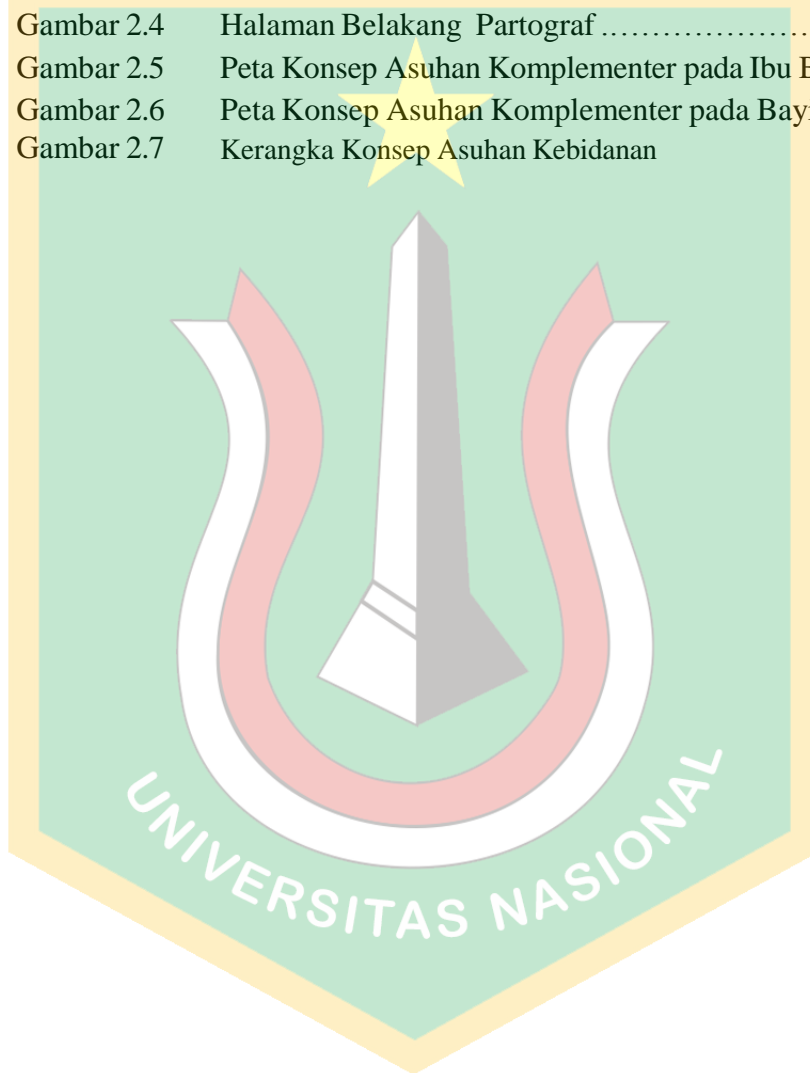 Gambar 2.4 Halaman Belakang Partograf ......................
Gambar 2.5 Peta Konsep Asuhan Komplementer pada Ibu
Gambar 2.6 Peta Konsep Asuhan Komplementer pada
Gambar 2.7 Kerangka Konsep Asuhan Kebidanan
UNIVERSITAS NASIONAL